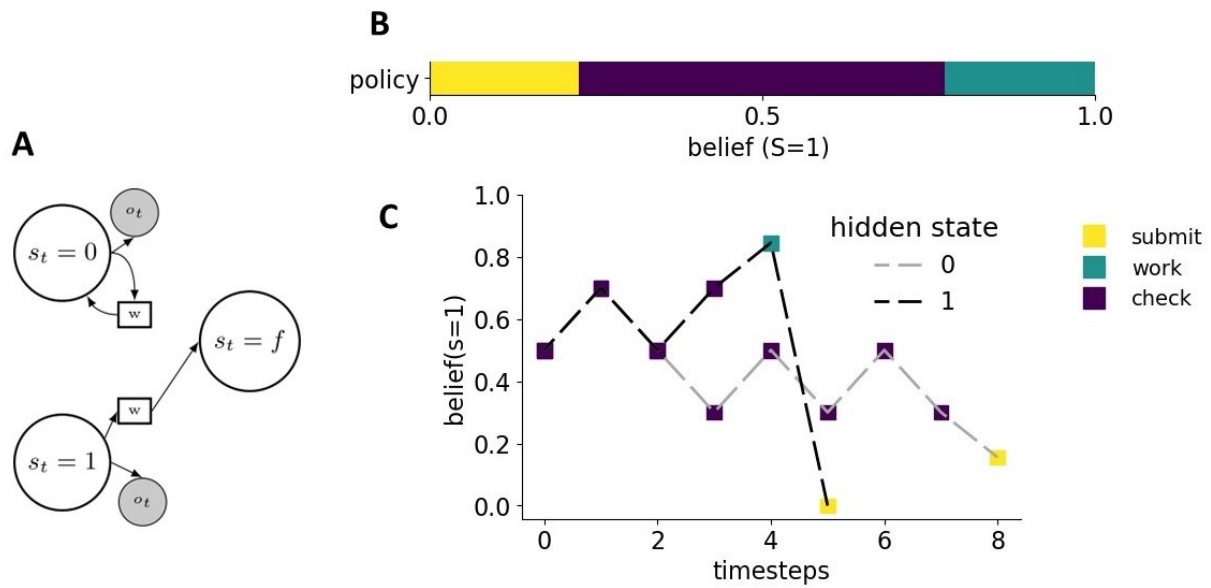 B
policy
0.0 0.5 1.0
belief (S=1)
A
o_t
s_t = 0
w
s_t = f
w
s_t = 1
o_t
C
1.0
0.8
0.6
0.4
0.2
0.0
belief(s=1)
hidden state
0
1
submit
work
check
0 2 4 6 8
timesteps